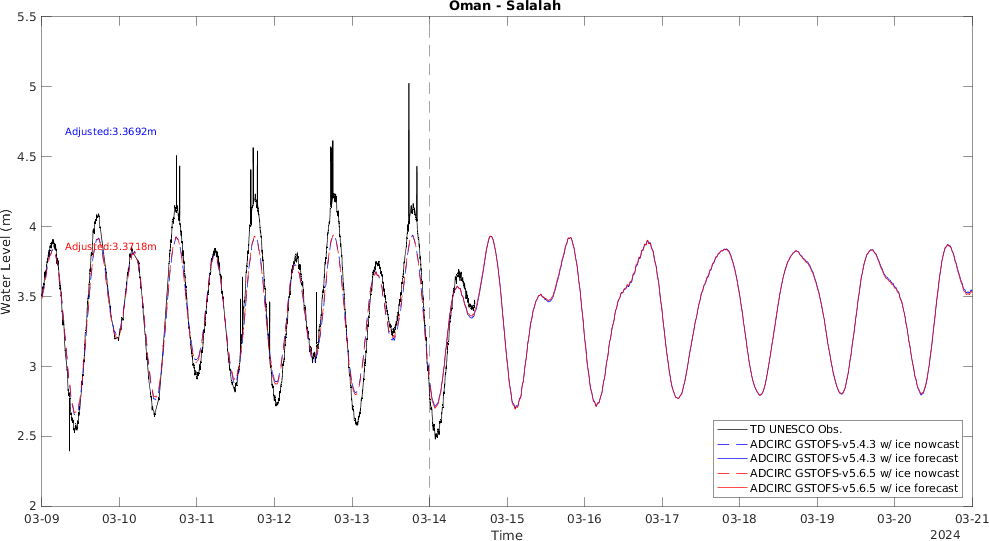 Oman - Salalah
5.5
5
4.5
4
3.5
3
2.5
2
Water Level (m)
Adjusted:3.3692m
Adjusted:3.3718m
TD UNESCO Obs.
ADCIRC GSTOFS-v5.4.3 w/ ice nowcast
ADCIRC GSTOFS-v5.4.3 w/ ice forecast
ADCIRC GSTOFS-v5.6.5 w/ ice nowcast
ADCIRC GSTOFS-v5.6.5 w/ ice forecast
03-09 03-10 03-11 03-12 03-13 03-14 03-15 03-16 03-17 03-18 03-19 03-20 03-21
Time
2024